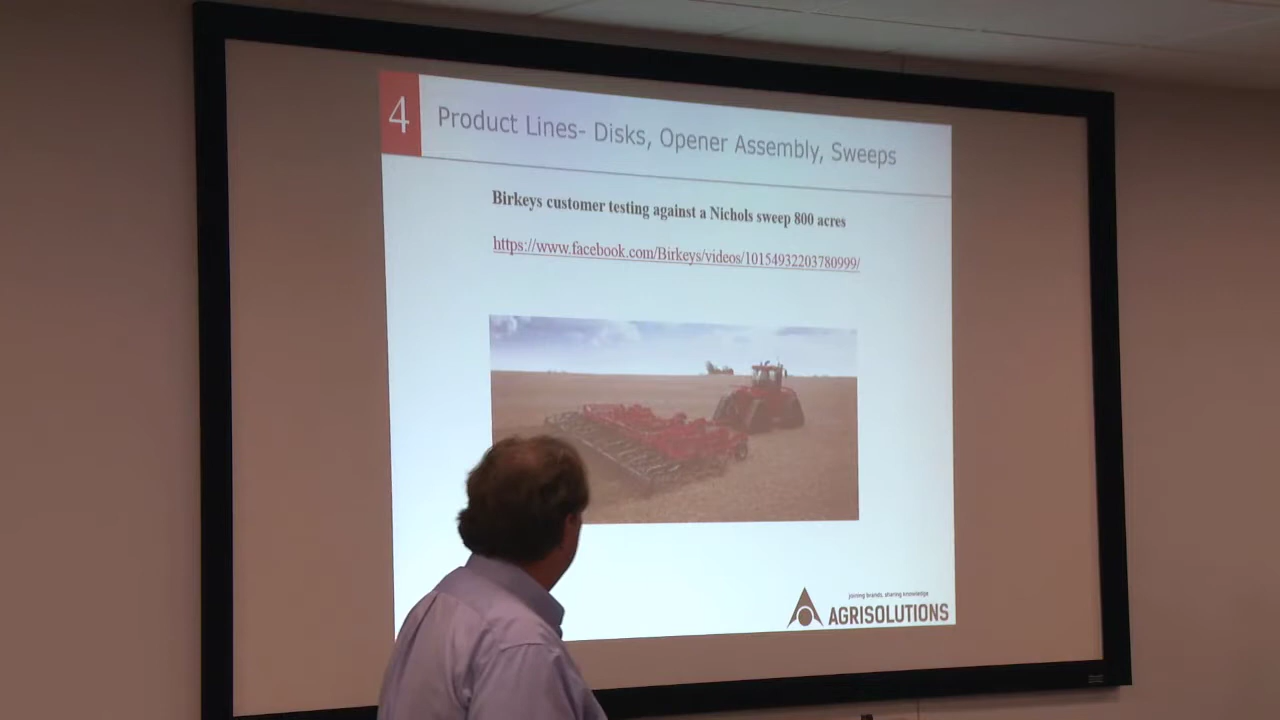 4
Product Lines- Disks, Opener Assembly, Sweeps
Birkeys customer testing against a Nichols sweep 800 acres
https://www.facebook.com/Birkeys/videos/10154932203780999/
joining brands, sharing knowledge
AGRISOLUTIONS